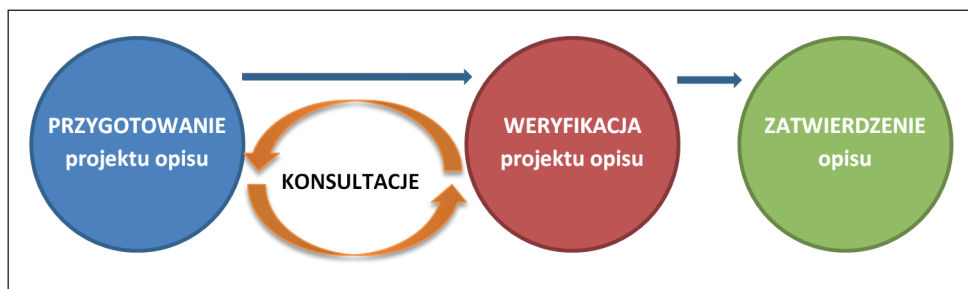 PRZYGOTOWANIE
projektu opisu
KONSULTACJE
WERYFIKACJA
projektu opisu
ZATWIERDZENIE
opisu